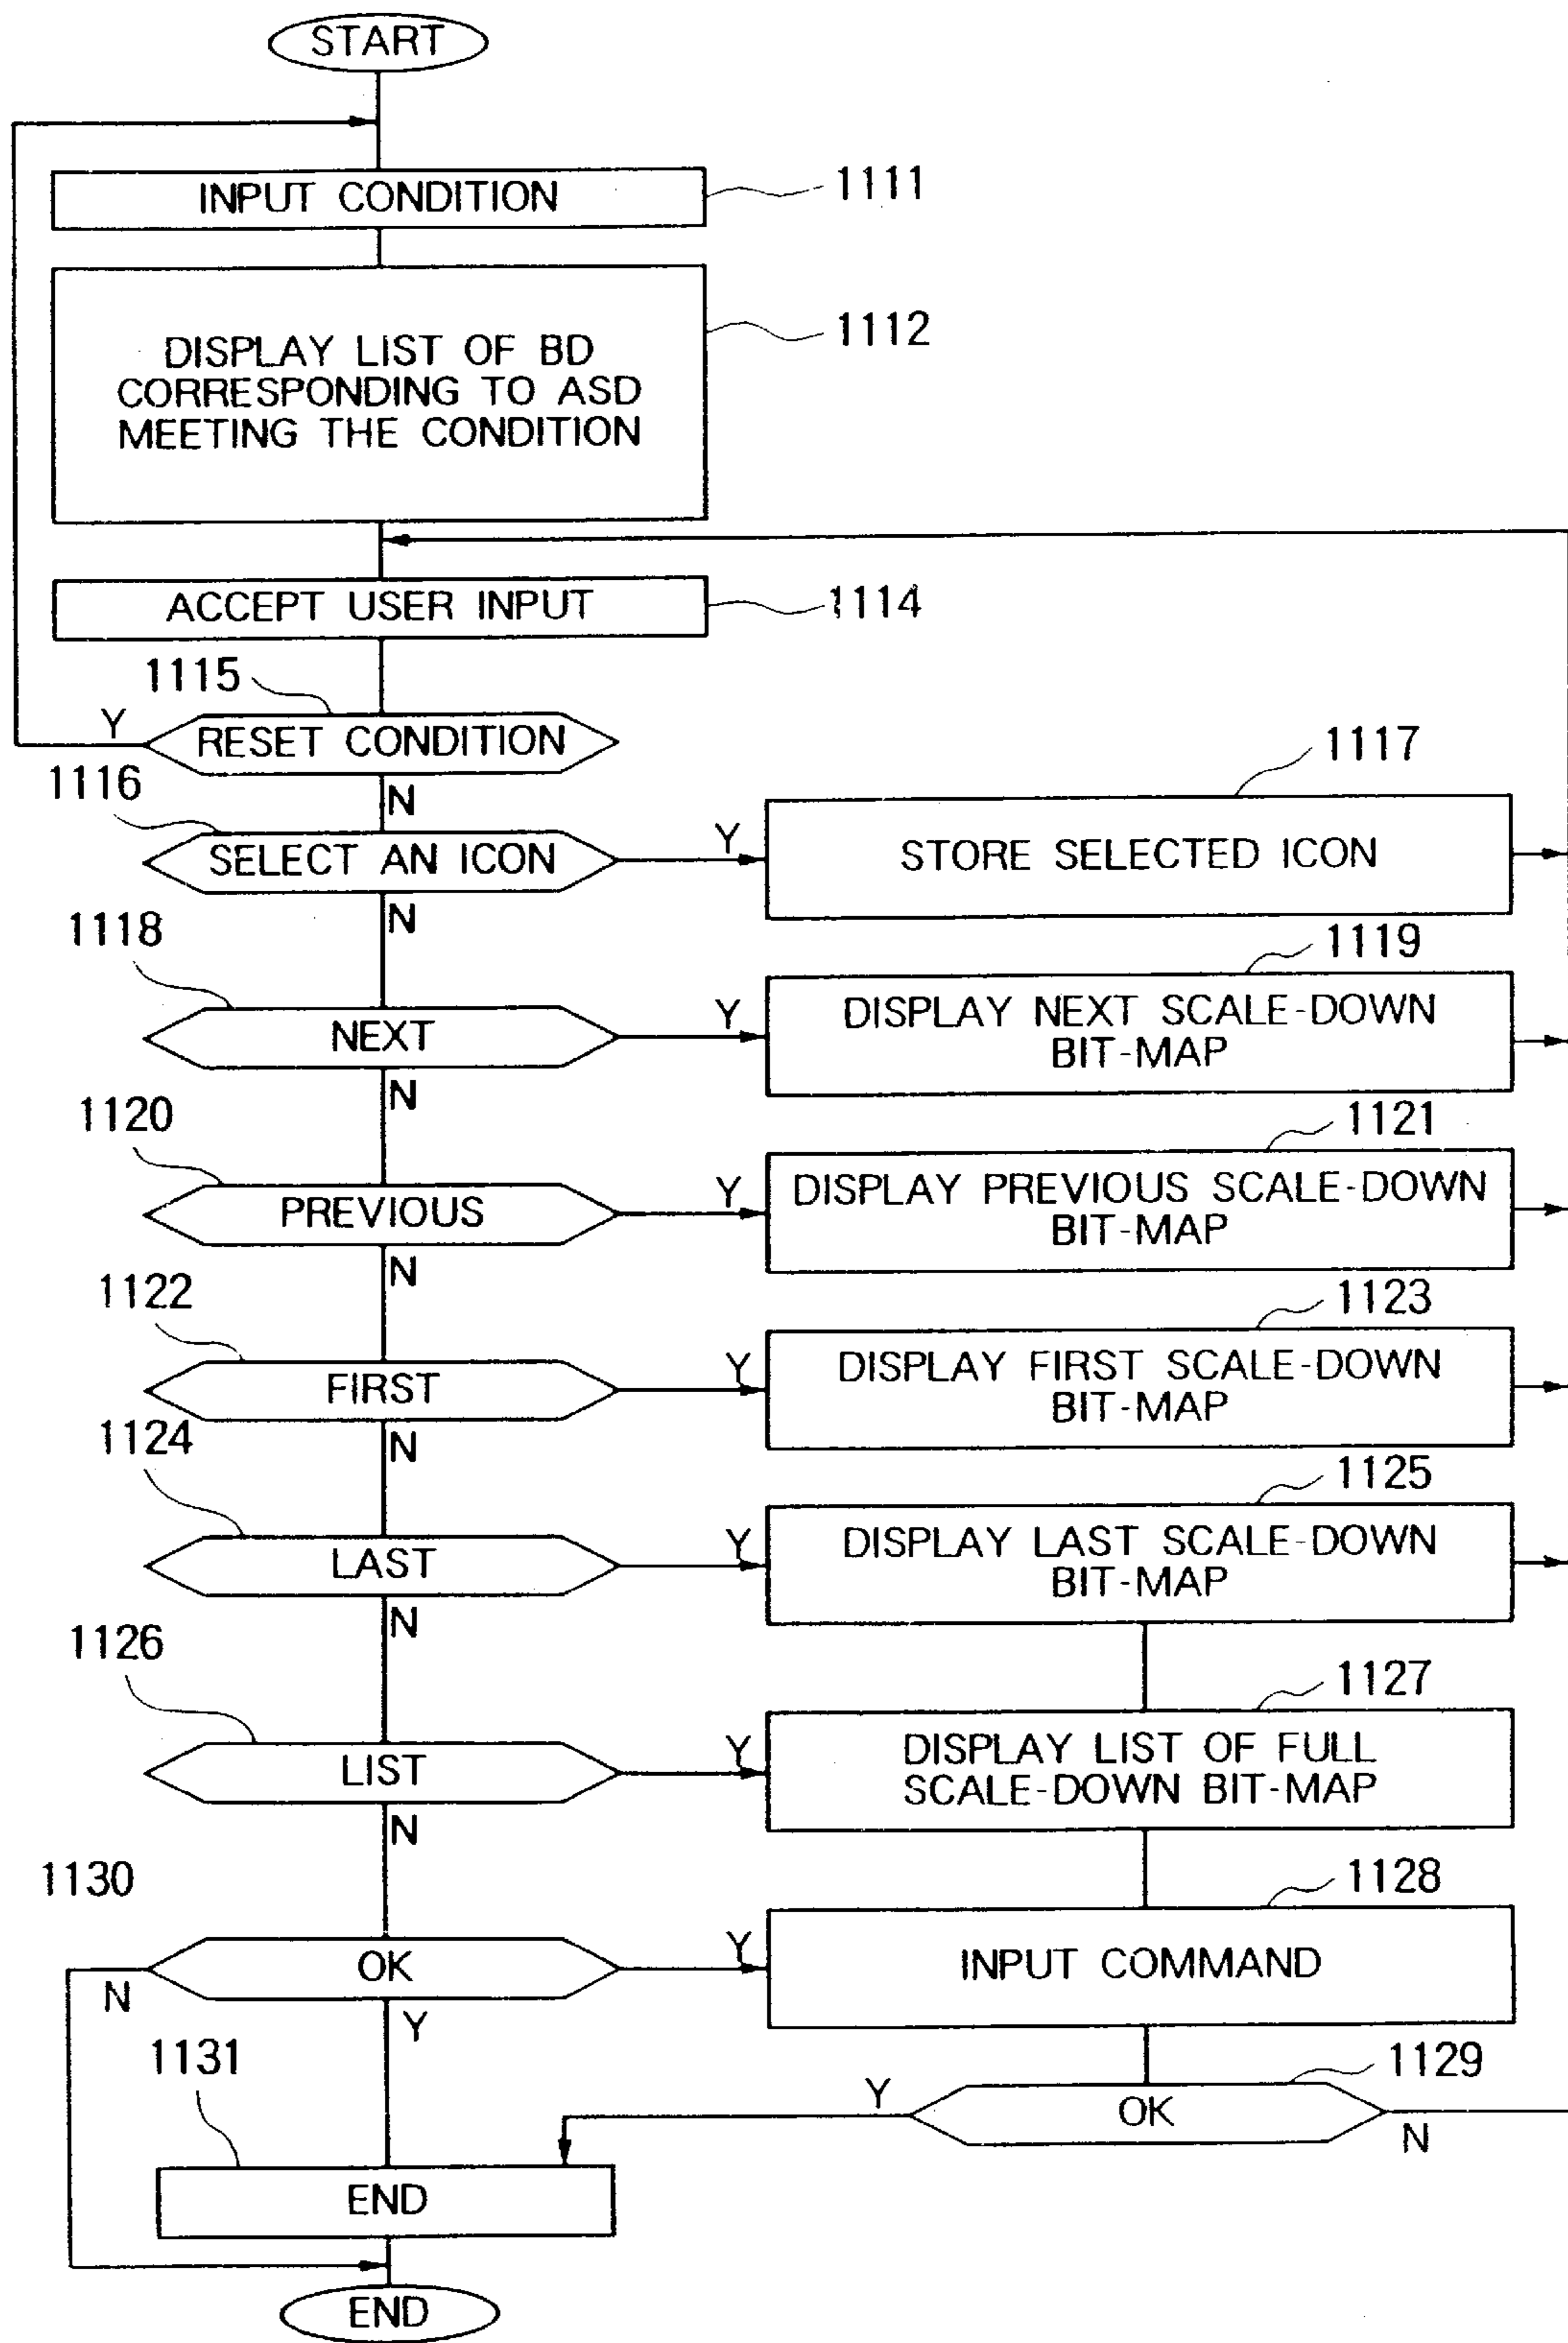 START
INPUT CONDITION
1111
DISPLAY LIST OF BD
CORRESPONDING TO ASD
MEETING THE CONDITION
1112
ACCEPT USER INPUT
1114
1115
Y
RESET CONDITION
N
1116
SELECT AN ICON
Y
1117
STORE SELECTED ICON
N
1118
NEXT
Y
1119
DISPLAY NEXT SCALE-DOWN
BIT-MAP
N
1120
PREVIOUS
Y
1121
DISPLAY PREVIOUS SCALE-DOWN
BIT-MAP
N
1122
FIRST
Y
1123
DISPLAY FIRST SCALE-DOWN
BIT-MAP
N
1124
LAST
Y
1125
DISPLAY LAST SCALE-DOWN
BIT-MAP
N
1126
LIST
Y
1127
DISPLAY LIST OF FULL
SCALE-DOWN BIT-MAP
N
1130
OK
Y
1128
INPUT COMMAND
N
Y
1131
1129
Y
OK
N
END
END